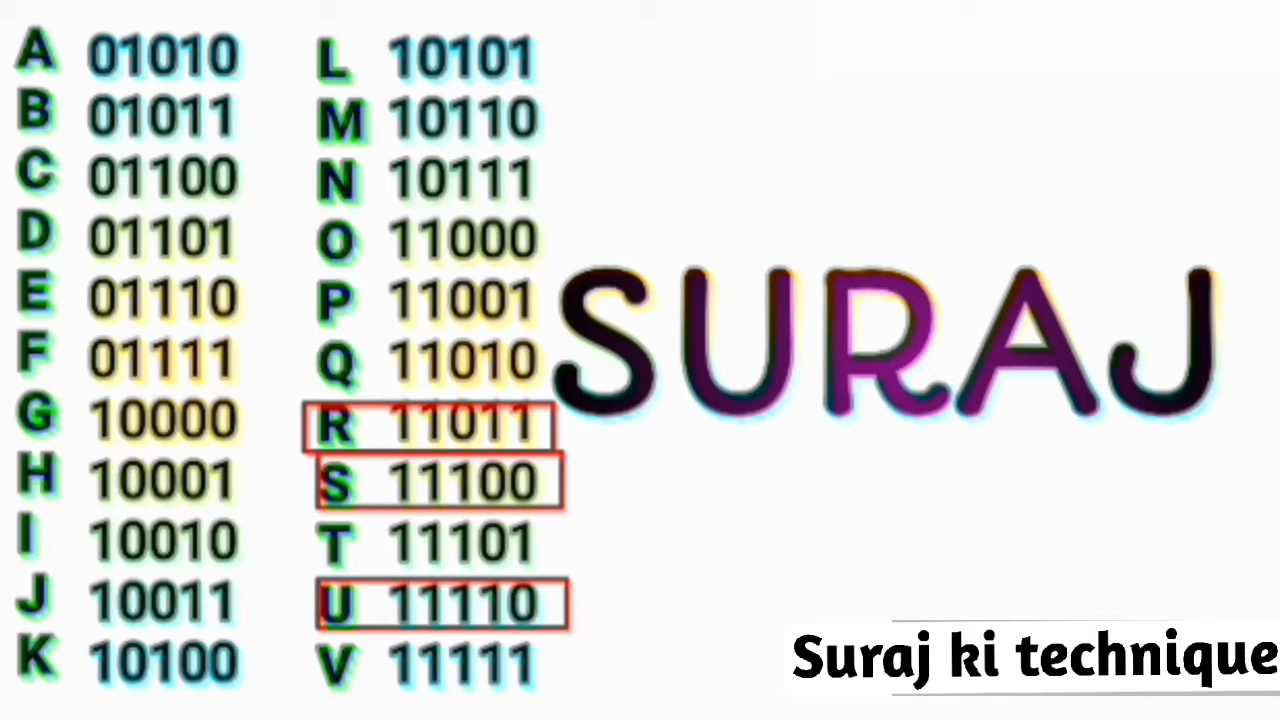 A 01010 L 10101
B 01011 M 10110
C 01100 N 10111
D 01101 O 11000
E 01110 P 11001
F 01111 Q 11010
G 10000 R 11011
H 10001 S 11100
I 10010 T 11101
J 10011 U 11110
K 10100 V 11111
SURAJ
Suraj ki technique